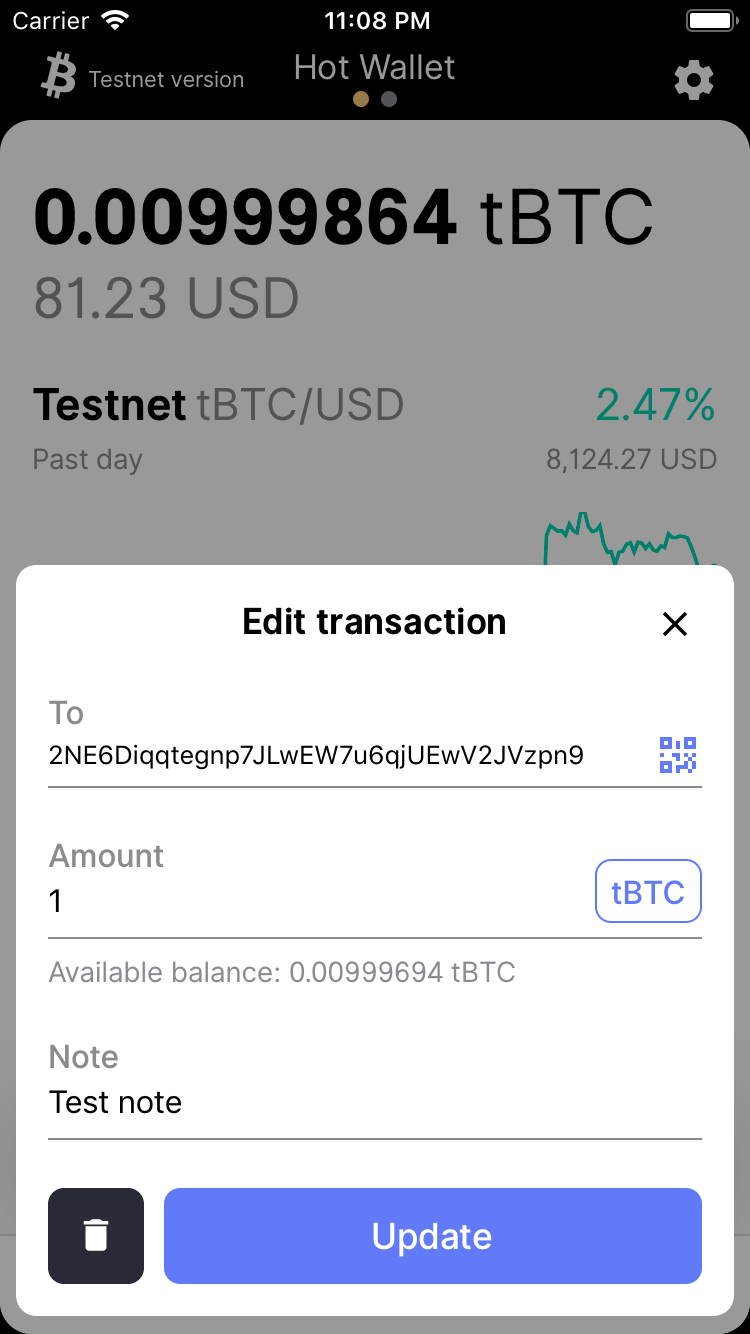 Carrier 11:08 PM
Testnet version Hot Wallet
0.00999864 tBTC
81.23 USD
Testnet tBTC/USD 2.47%
Past day 8,124.27 USD
Edit transaction
To
2NE6Diqqtegnp7JLwEW7u6qjUEwV2JVzpn9
Amount
1 tBTC
Available balance: 0.00999694 tBTC
Note
Test note
Update